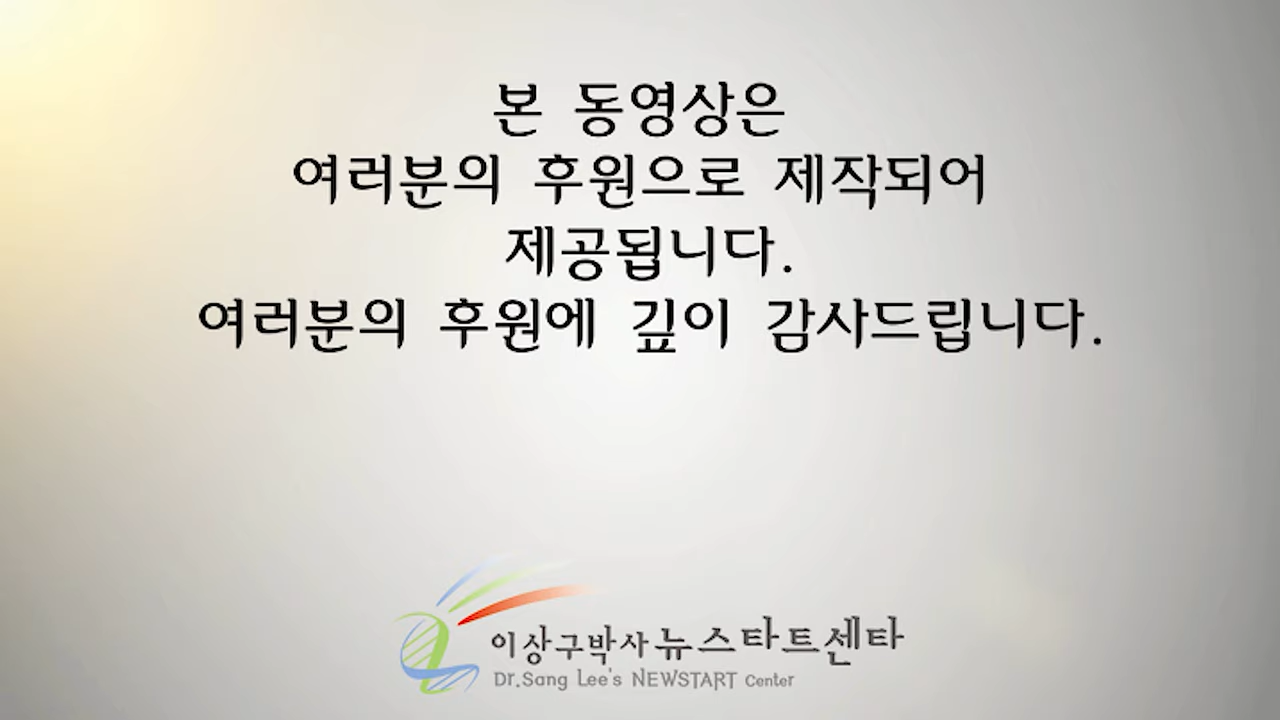 본 동영상은
여러분의 후원으로 제작되어
제공됩니다.
여러분의 후원에 깊이 감사드립니다.
이상구박사 뉴스타트센타
Dr.Sang Lee's NEWSTART Center